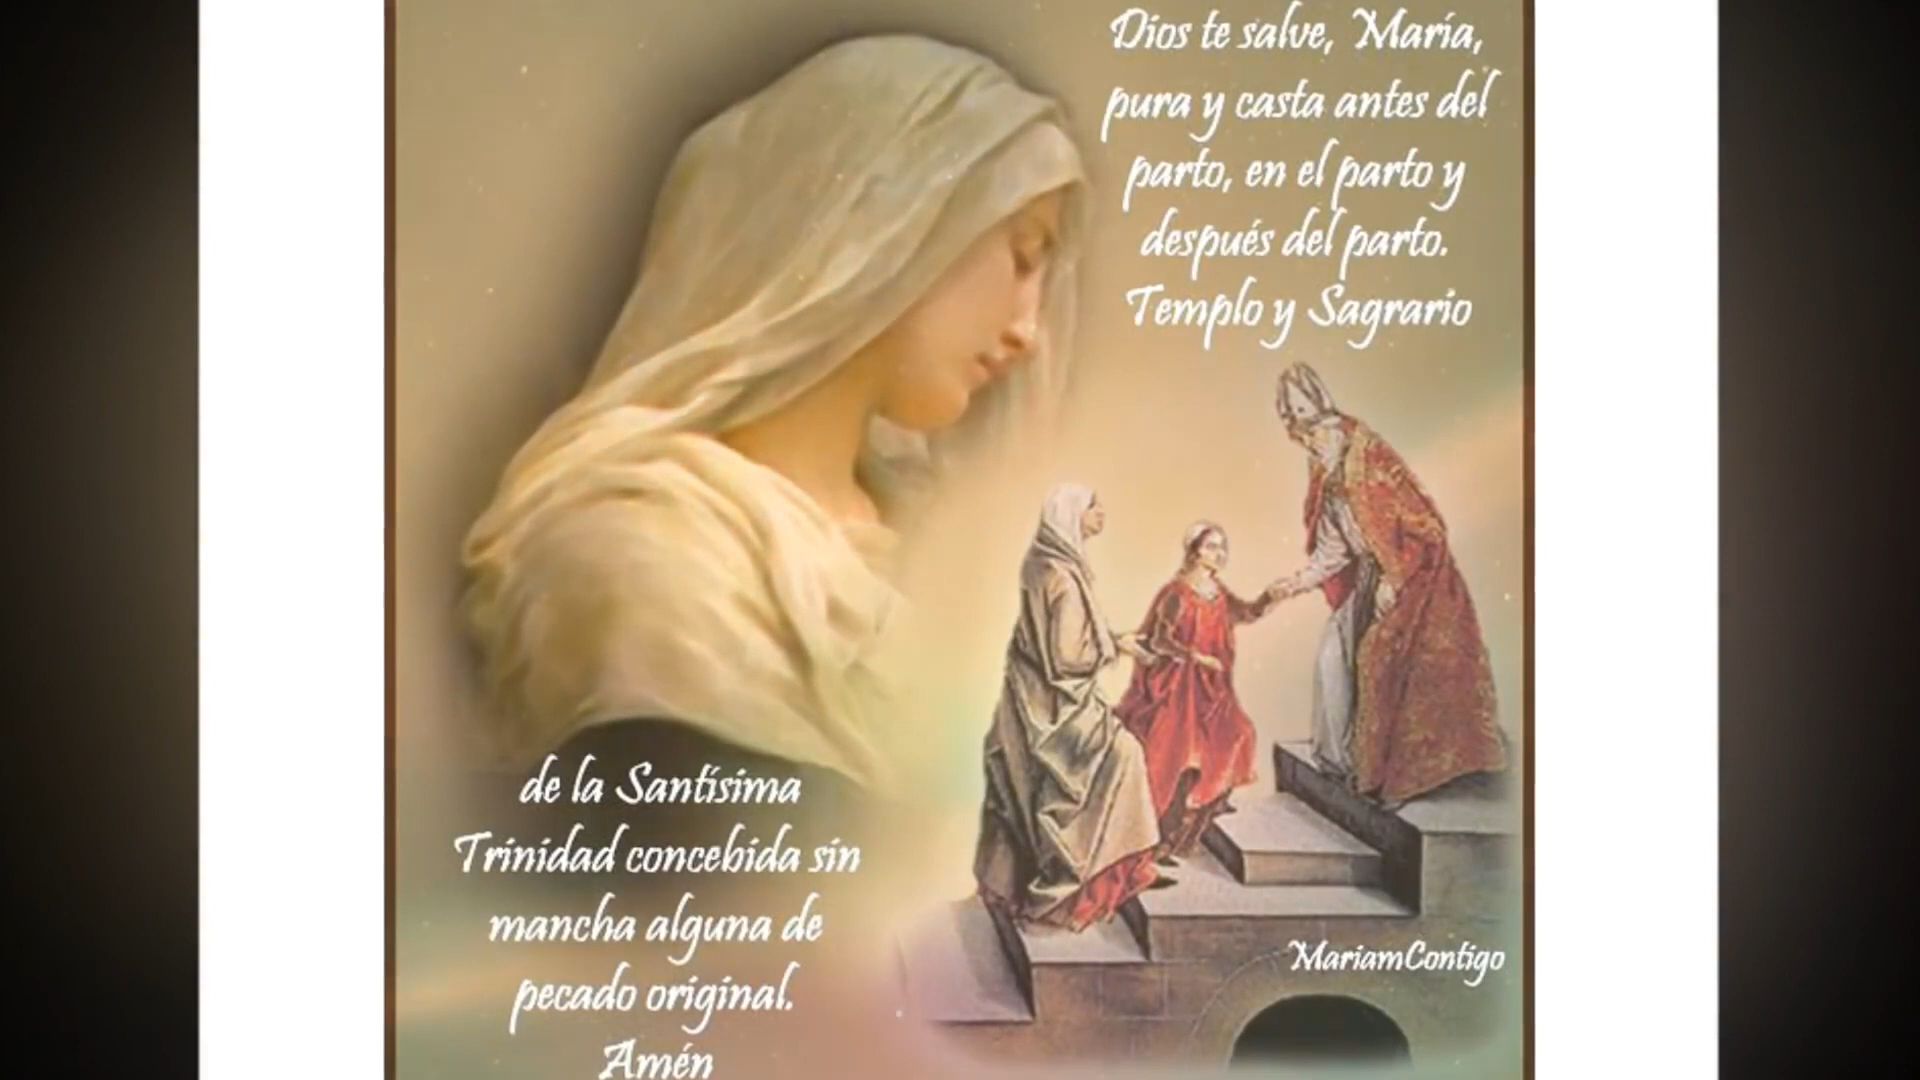 Dios te salve, María,
pura y casta antes del
parto, en el parto y
después del parto.
Templo y Sagrario
de la Santísima
Trinidad concebida sin
mancha alguna de
pecado original.
Amén
MariamContigo